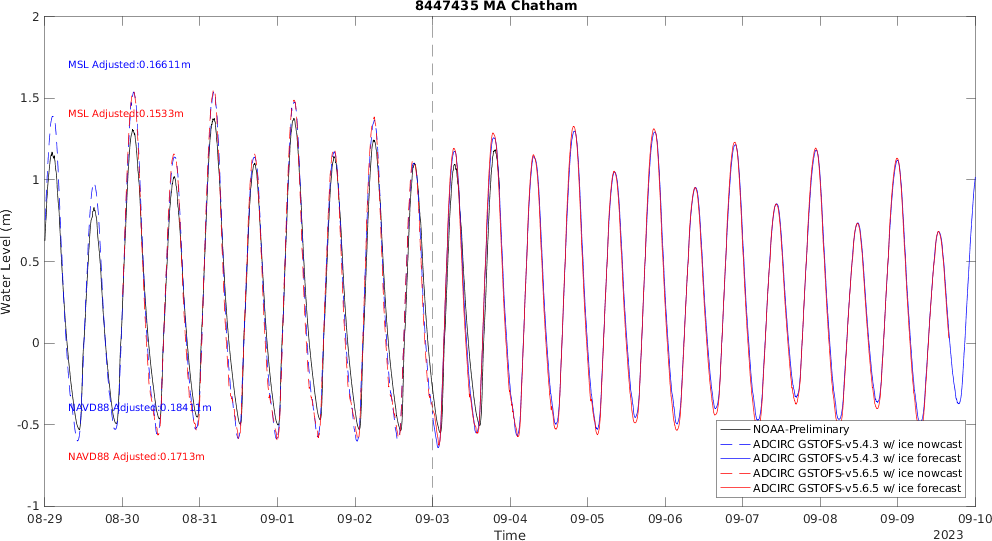 8447435 MA Chatham
2
1.5
1
0.5
0
-0.5
-1
Water Level (m)
MSL Adjusted:0.16611m
MSL Adjusted:0.1533m
NAVD88 Adjusted:0.18411m
NAVD88 Adjusted:0.1713m
NOAA-Preliminary
ADCIRC GSTOFS-v5.4.3 w/ ice nowcast
ADCIRC GSTOFS-v5.4.3 w/ ice forecast
ADCIRC GSTOFS-v5.6.5 w/ ice nowcast
ADCIRC GSTOFS-v5.6.5 w/ ice forecast
08-29 08-30 08-31 09-01 09-02 09-03 09-04 09-05 09-06 09-07 09-08 09-09 09-10
Time
2023